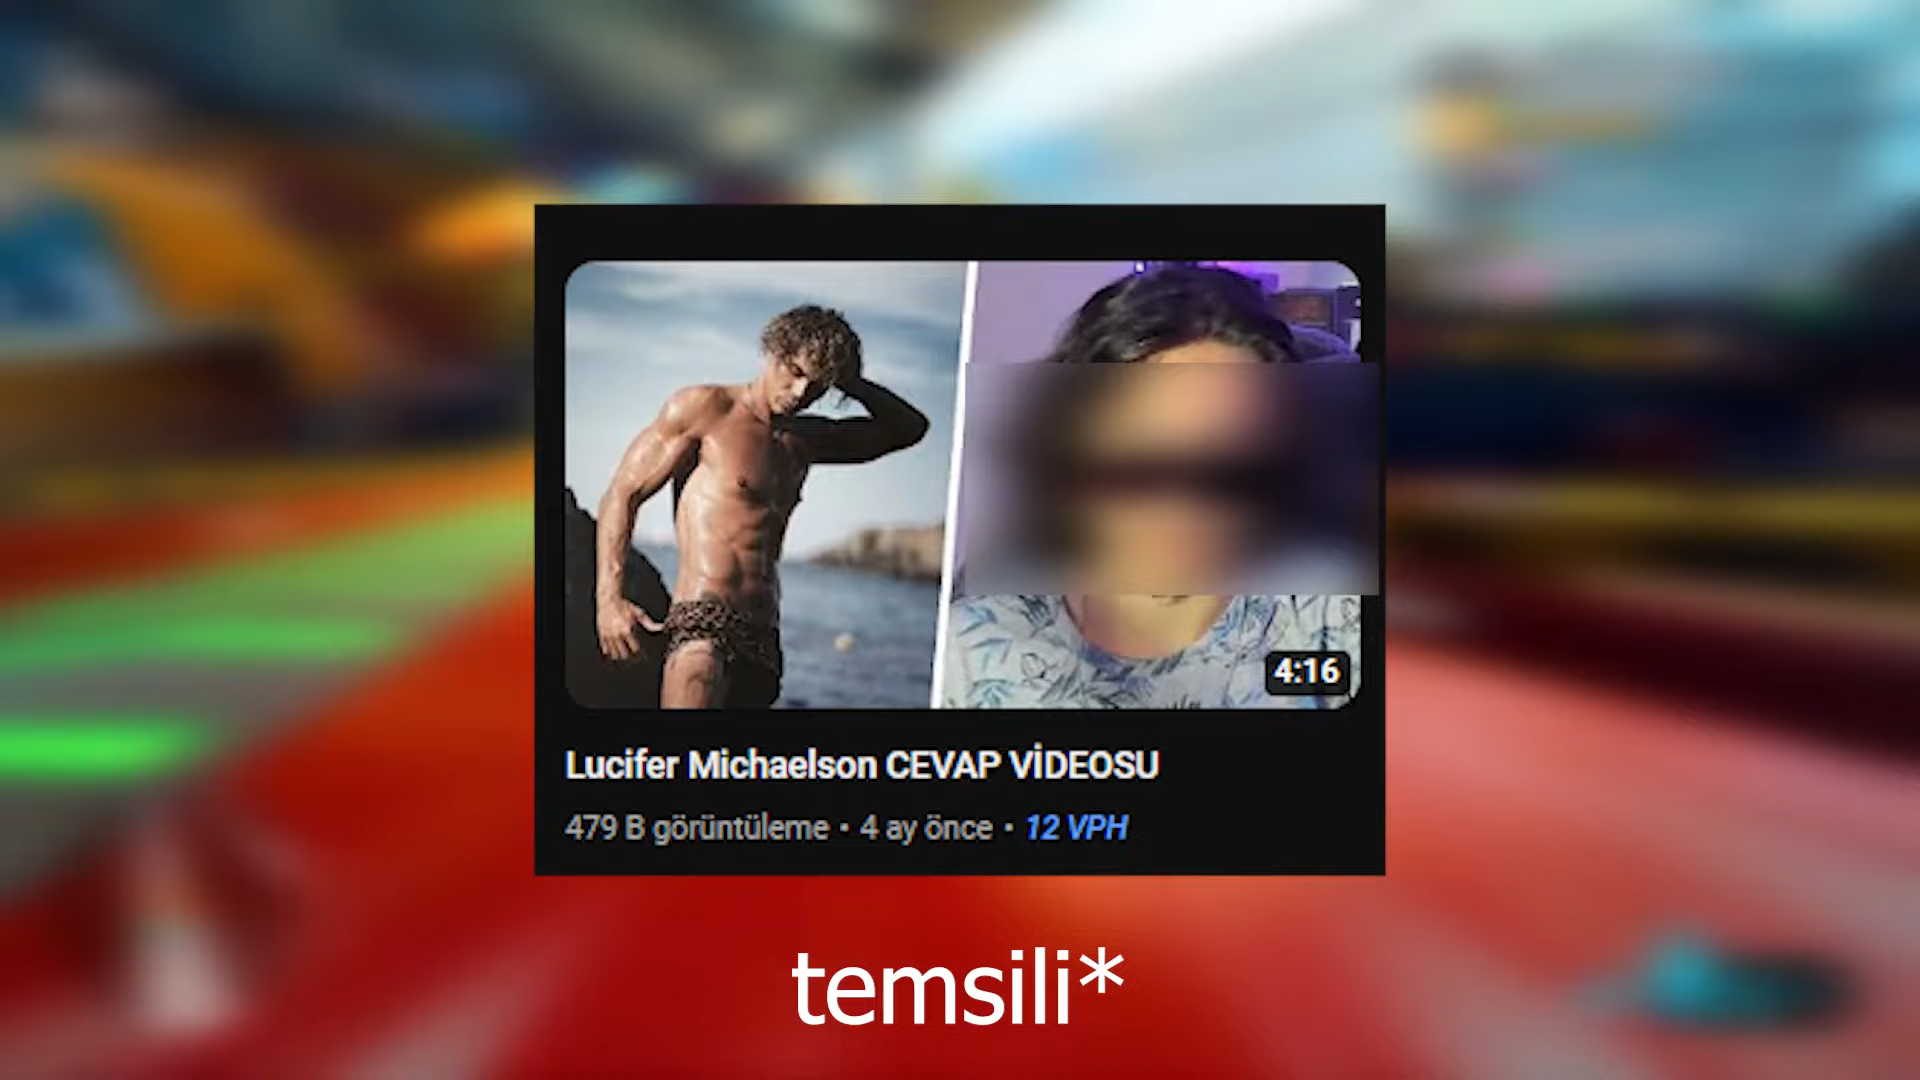 4:16
Lucifer Michaelson CEVAP VİDEOSU
479 B görüntüleme • 4 ay önce • 12 VPH
temsili*